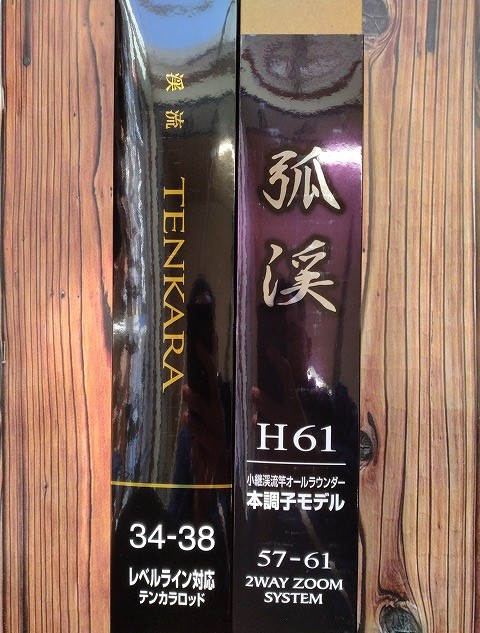 渓流 TENKARA
34-38
レベルライン対応
テンカラロッド
弧渓
H61
小継渓流竿オールラウンダー
本調子モデル
57-61
2WAY ZOOM
SYSTEM